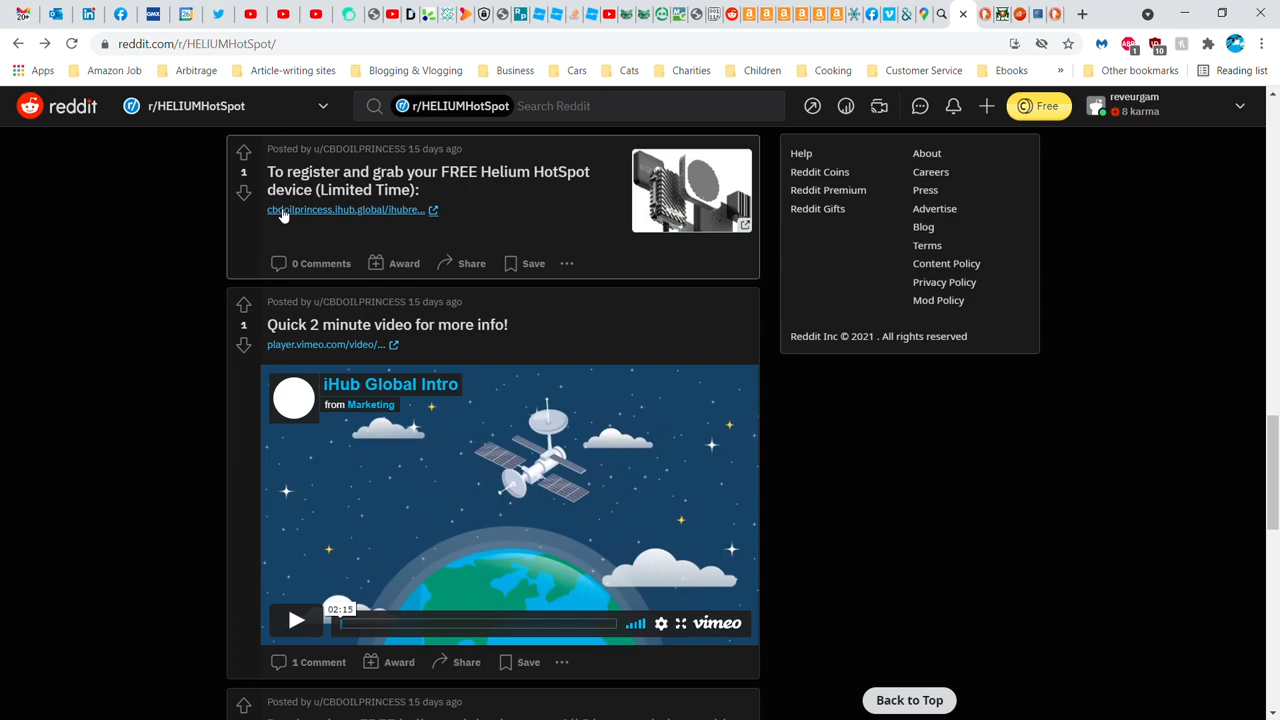 20+
31
26
reddit.com/r/HELIUMHotSpot/
1
10
Apps
Amazon Job
Arbitrage
Article-writing sites
Blogging & Vlogging
Business
Cars
Cats
Charities
Children
Cooking
Customer Service
Ebooks
»
Other bookmarks
Reading list
reddit
r/HELIUMHotSpot
r/HELIUMHotSpot
Search Reddit
Free
reveurgam
8 karma
Posted by u/CBDOILPRINCESS 15 days ago
1
To register and grab your FREE Helium HotSpot
device (Limited Time):
cbdoilprincess.ihub.global/ihubre...
0 Comments
Award
Share
Save
Help
About
Reddit Coins
Careers
Reddit Premium
Press
Reddit Gifts
Advertise
Blog
Terms
Content Policy
Privacy Policy
Mod Policy
Reddit Inc © 2021 . All rights reserved
Posted by u/CBDOILPRINCESS 15 days ago
1
Quick 2 minute video for more info!
player.vimeo.com/video/...
iHub Global Intro
from Marketing
02:15
vimeo
1 Comment
Award
Share
Save
Posted by u/CBDOILPRINCESS 15 days ago
Back to Top